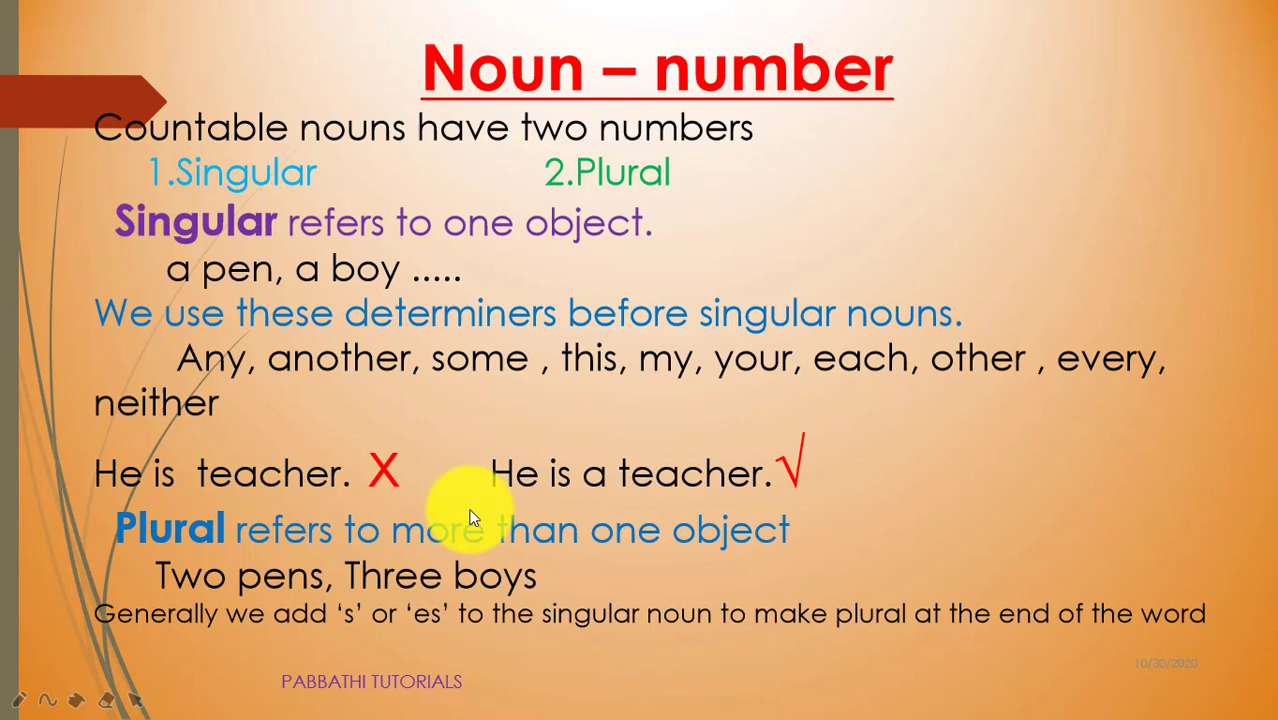 Noun – number
Countable nouns have two numbers
1.Singular 2.Plural
Singular refers to one object.
a pen, a boy .....
We use these determiners before singular nouns.
Any, another, some , this, my, your, each, other , every,
neither
He is teacher. X He is a teacher.√
Plural refers to more than one object
Two pens, Three boys
Generally we add ‘s’ or ‘es’ to the singular noun to make plural at the end of the word
10/30/2020
PABBATHI TUTORIALS